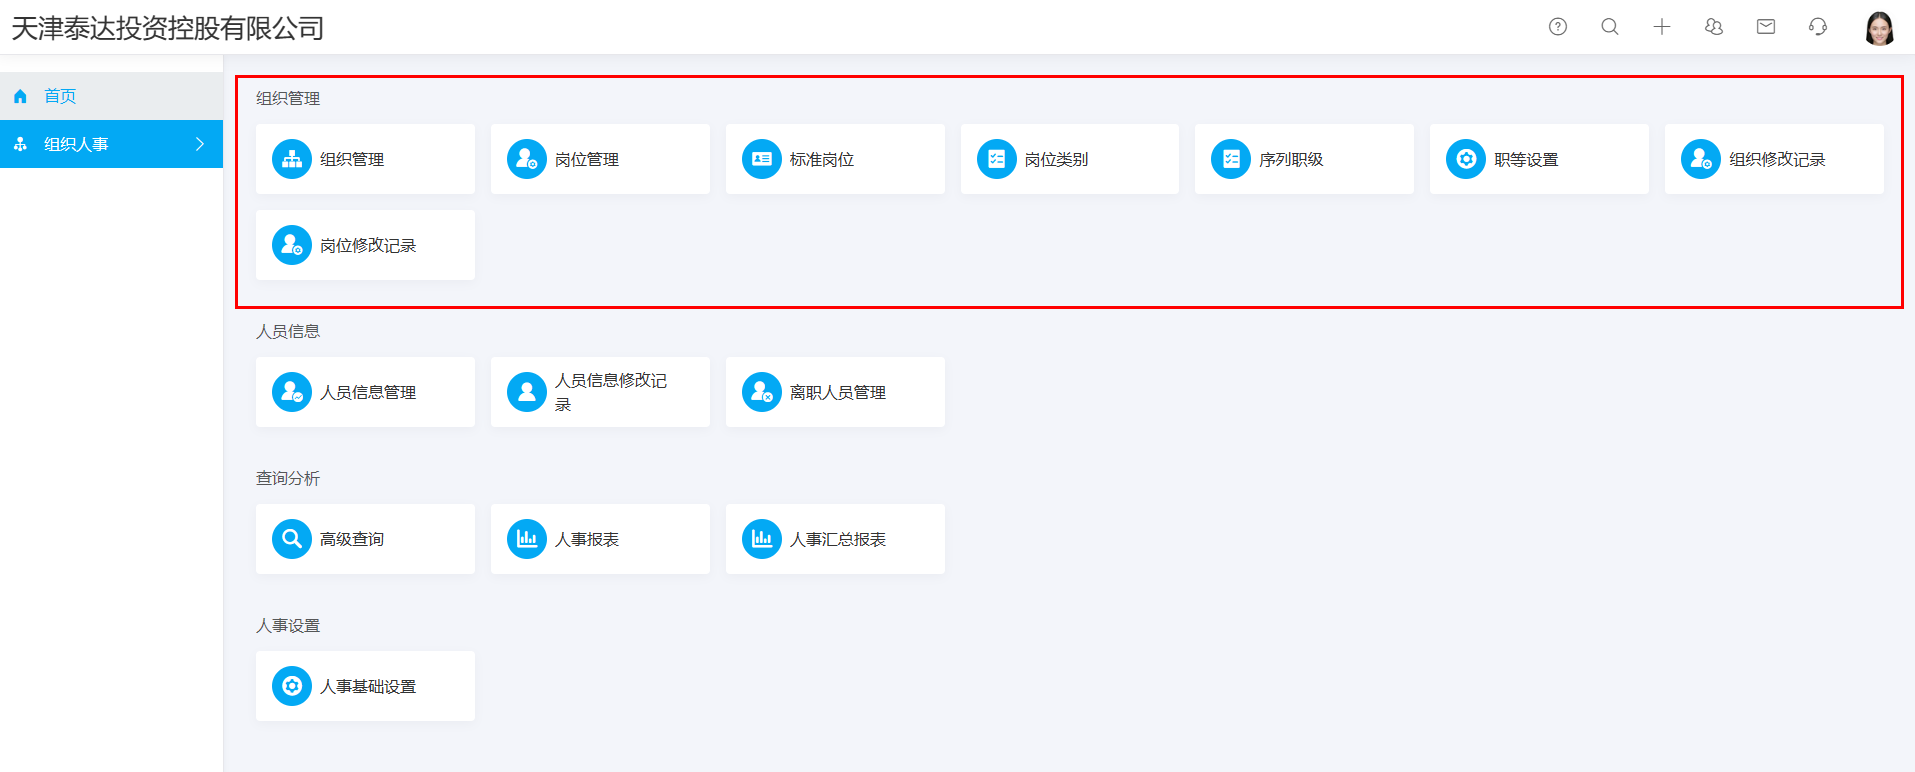 天津泰达投资控股有限公司
首页
组织人事
组织管理
组织管理
岗位管理
标准岗位
岗位类别
序列职级
职等设置
组织修改记录
岗位修改记录
人员信息
人员信息管理
人员信息修改记
录
离职人员管理
查询分析
高级查询
人事报表
人事汇总报表
人事设置
人事基础设置